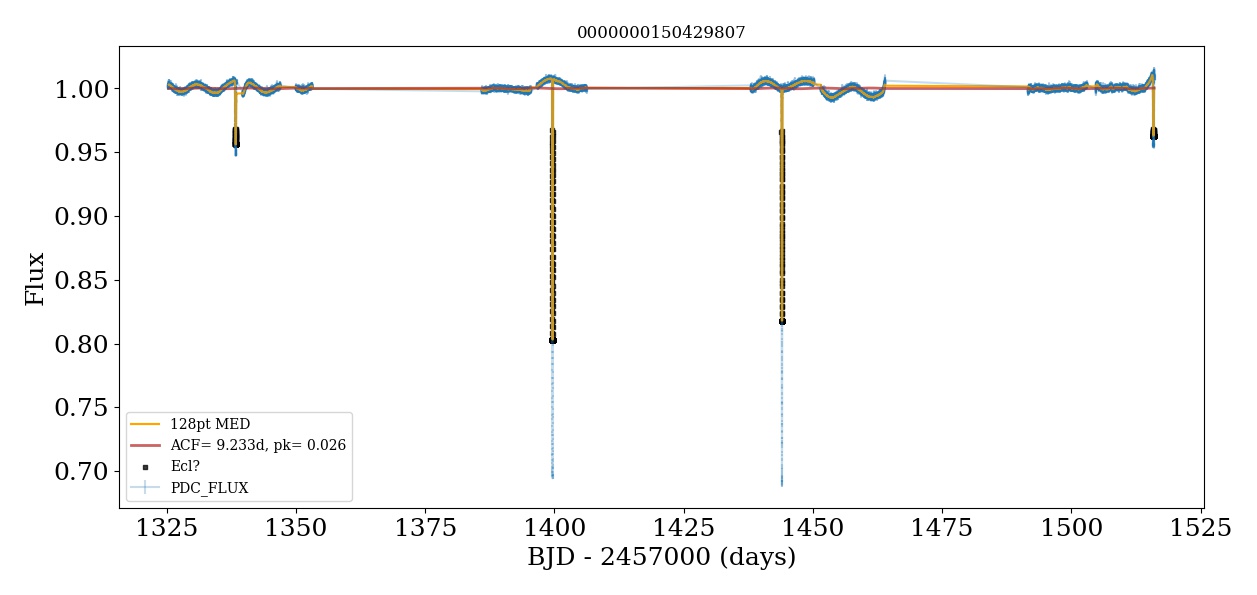 0000000150429807
1.00
0.95
0.90
0.85
0.80
0.75
0.70
Flux
128pt MED
ACF= 9.233d, pk= 0.026
Ecl?
PDC_FLUX
1325 1350 1375 1400 1425 1450 1475 1500 1525
BJD - 2457000 (days)